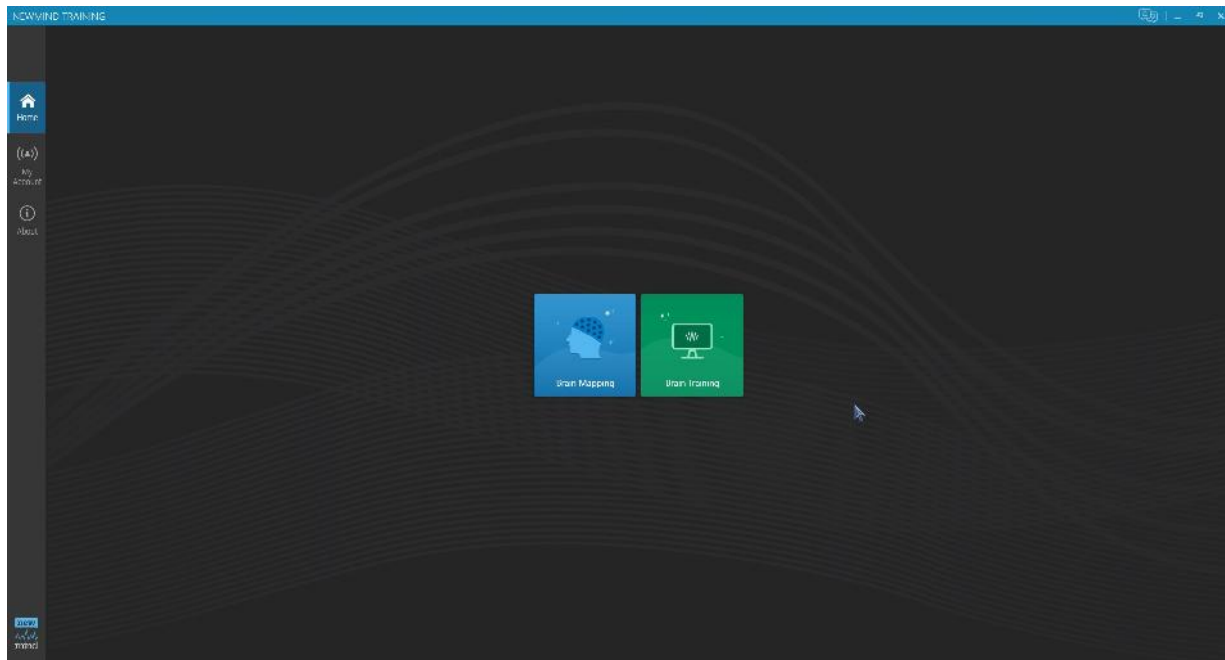 NEWMIND TRAINING
Home
My
Account
About
Brain Mapping
Brain Training
new
mind